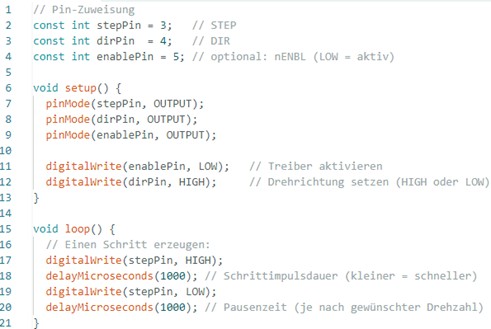 1 // Pin-Zuweisung
2 const int stepPin = 3;   // STEP
3 const int dirPin  = 4;   // DIR
4 const int enablePin = 5; // optional: nENBL (LOW = aktiv)
5
6 void setup() {
7   pinMode(stepPin, OUTPUT);
8   pinMode(dirPin, OUTPUT);
9   pinMode(enablePin, OUTPUT);
10
11   digitalWrite(enablePin, LOW);   // Treiber aktivieren
12   digitalWrite(dirPin, HIGH);     // Drehrichtung setzen (HIGH oder LOW)
13 }
14
15 void loop() {
16   // Einen Schritt erzeugen:
17   digitalWrite(stepPin, HIGH);
18   delayMicroseconds(1000); // Schrittimpulsdauer (kleiner = schneller)
19   digitalWrite(stepPin, LOW);
20   delayMicroseconds(1000); // Pausenzeit (je nach gewünschter Drehzahl)
21 }